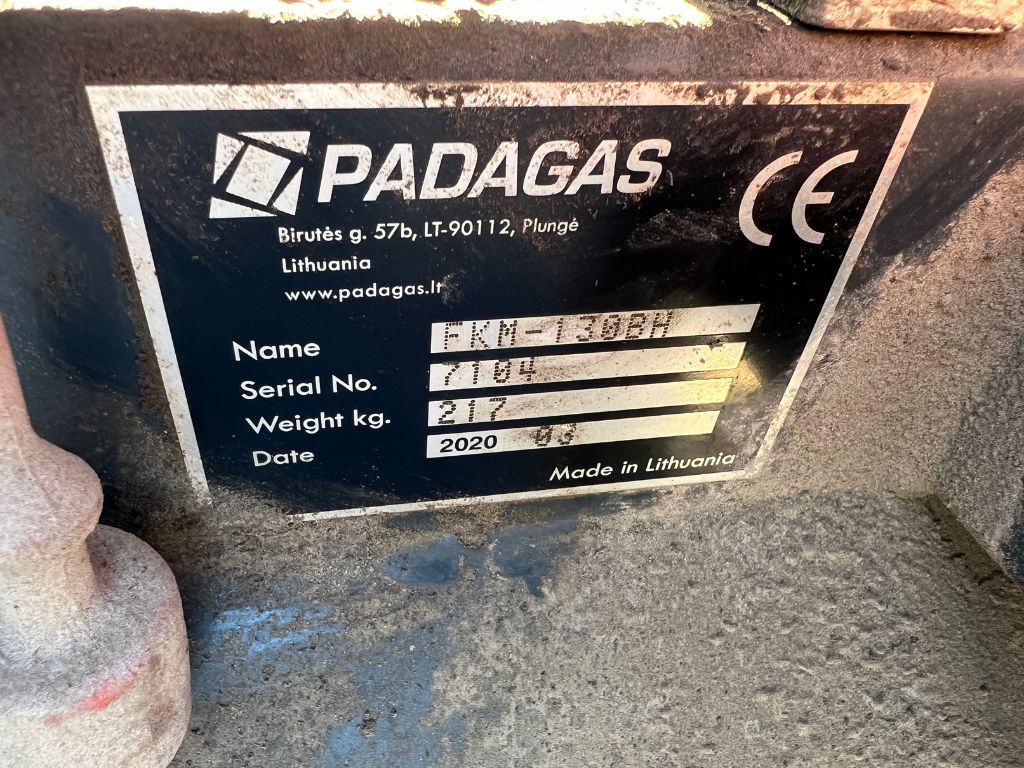 PADAGAS
CE
Birutės g. 57b, LT-90112, Plungė
Lithuania
www.padagas.lt
Name FKM-130BH
Serial No. 7104
Weight kg. 217
Date 2020 03
Made in Lithuania